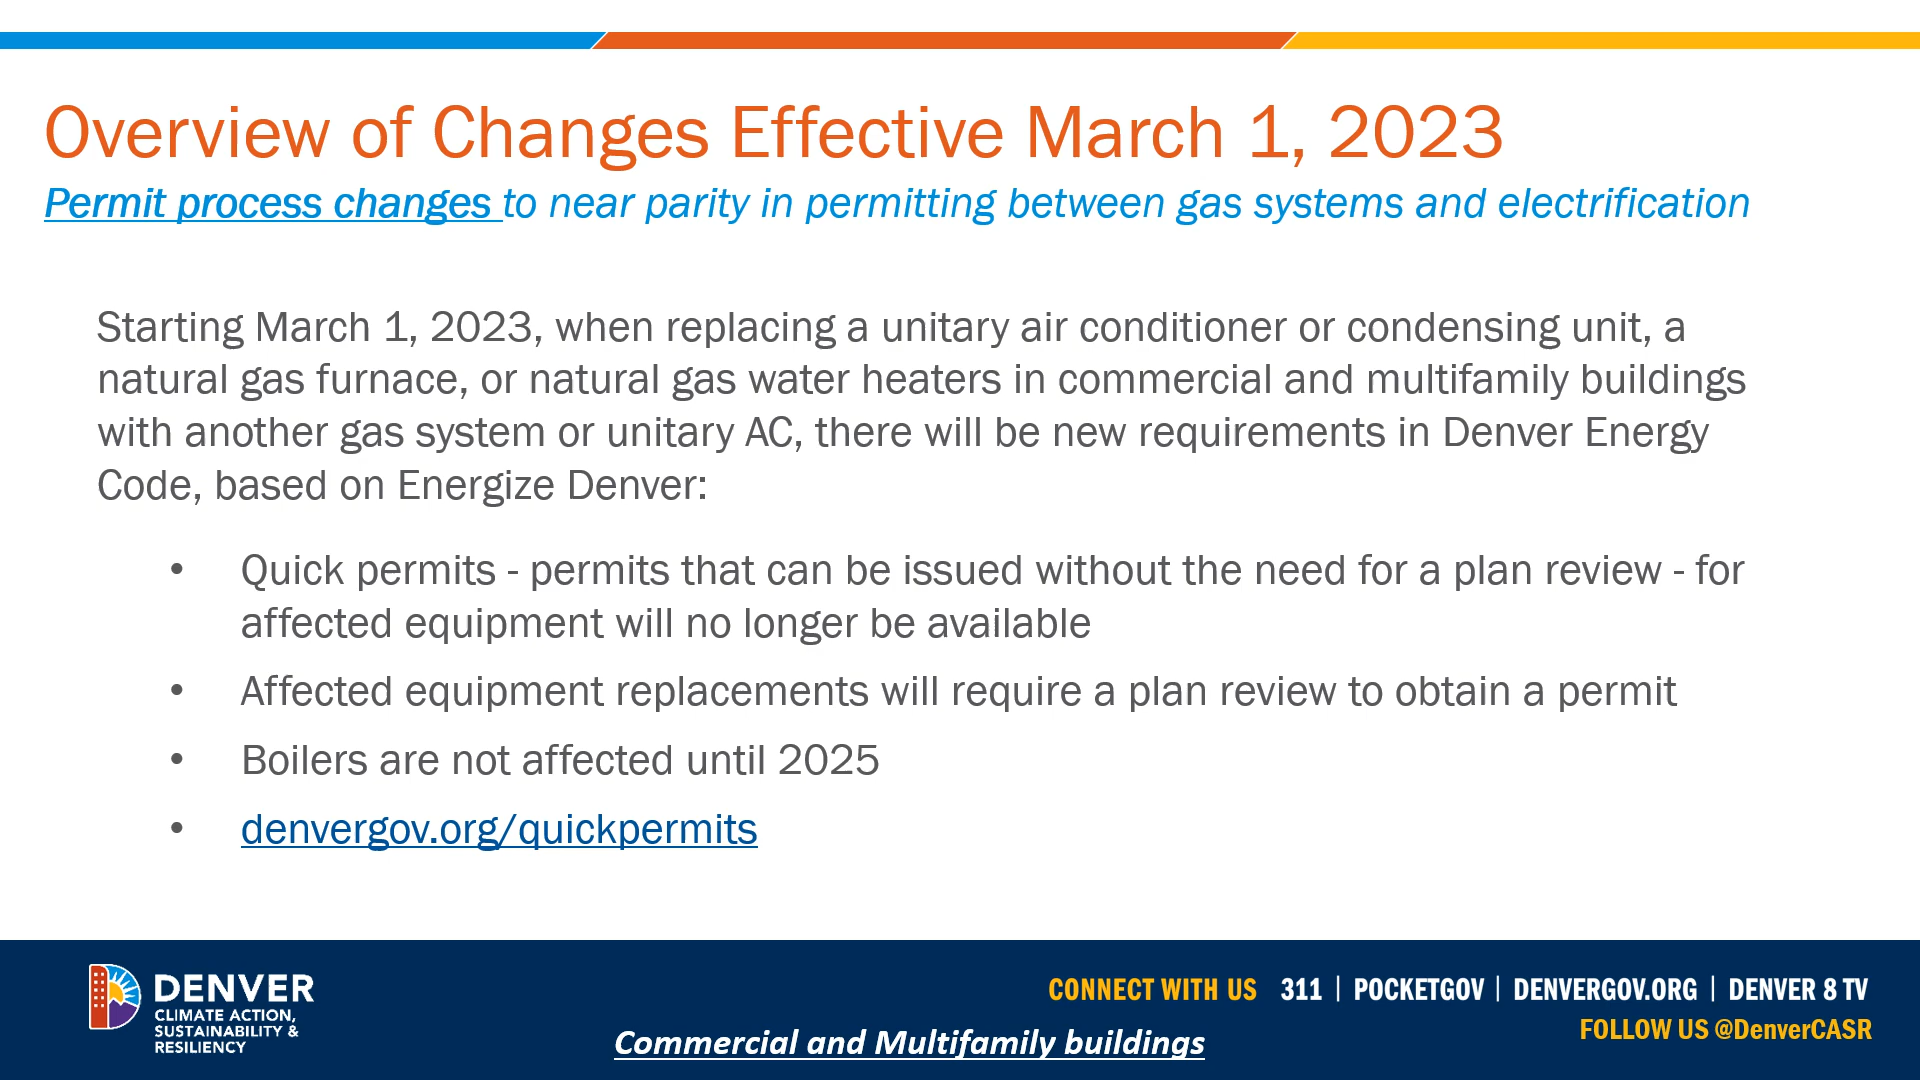 Overview of Changes Effective March 1, 2023
Permit process changes to near parity in permitting between gas systems and electrification
Starting March 1, 2023, when replacing a unitary air conditioner or condensing unit, a
natural gas furnace, or natural gas water heaters in commercial and multifamily buildings
with another gas system or unitary AC, there will be new requirements in Denver Energy
Code, based on Energize Denver:
• Quick permits - permits that can be issued without the need for a plan review - for
affected equipment will no longer be available
• Affected equipment replacements will require a plan review to obtain a permit
• Boilers are not affected until 2025
• denvergov.org/quickpermits
DENVER
CLIMATE ACTION,
SUSTAINABILITY &
RESILIENCY
Commercial and Multifamily buildings
CONNECT WITH US 311 | POCKETGOV | DENVERGOV.ORG | DENVER 8 TV
FOLLOW US @DenverCASR